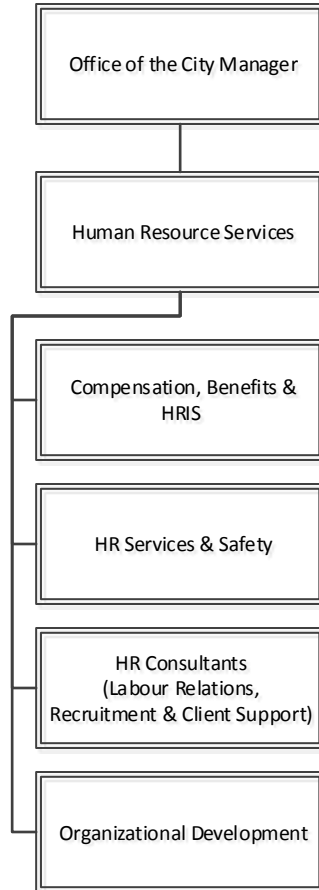 Office of the City Manager
Human Resource Services
Compensation, Benefits &
HRIS
HR Services & Safety
HR Consultants
(Labour Relations,
Recruitment & Client Support)
Organizational Development